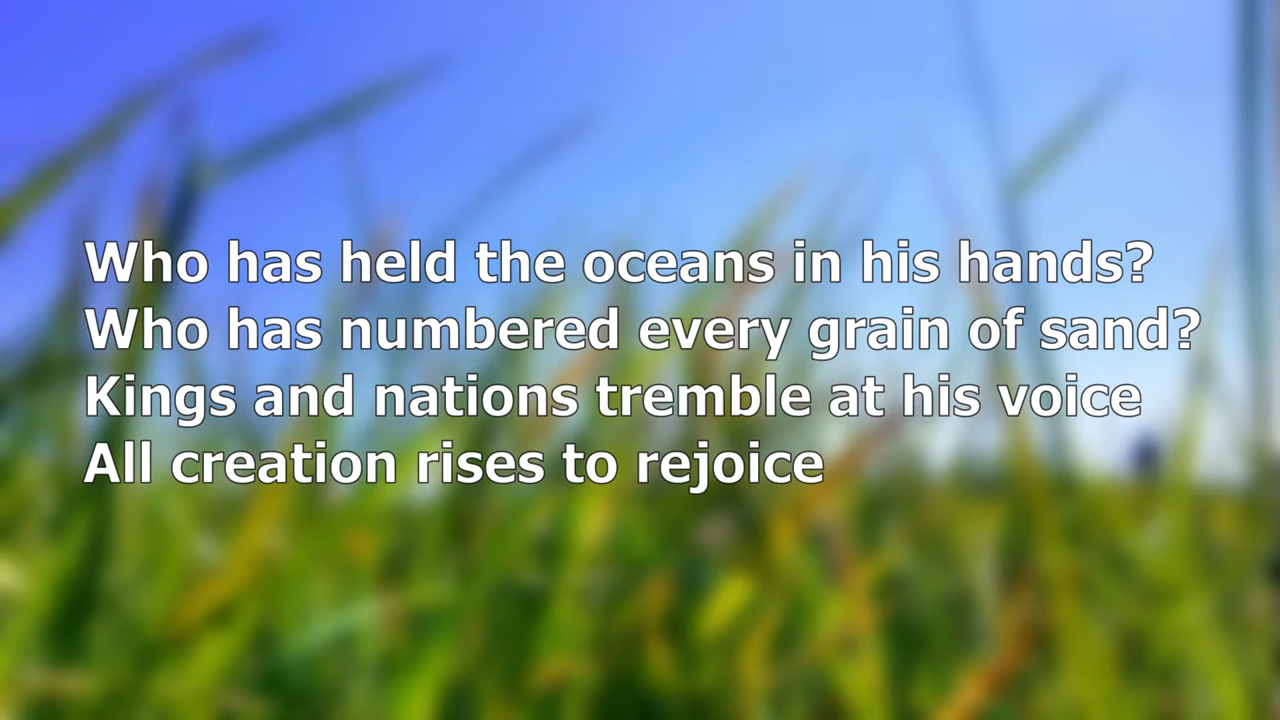 Who has held the oceans in his hands?
Who has numbered every grain of sand?
Kings and nations tremble at his voice
All creation rises to rejoice